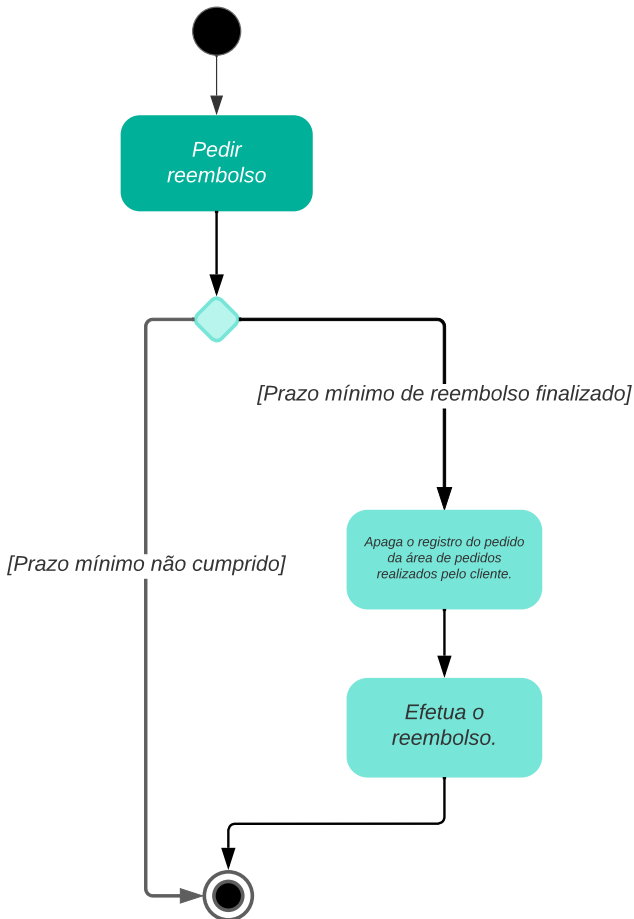 Pedir
reembolso
[Prazo mínimo de reembolso finalizado]
Apaga o registro do pedido
da área de pedidos
realizados pelo cliente.
[Prazo mínimo não cumprido]
Efetua o
reembolso.